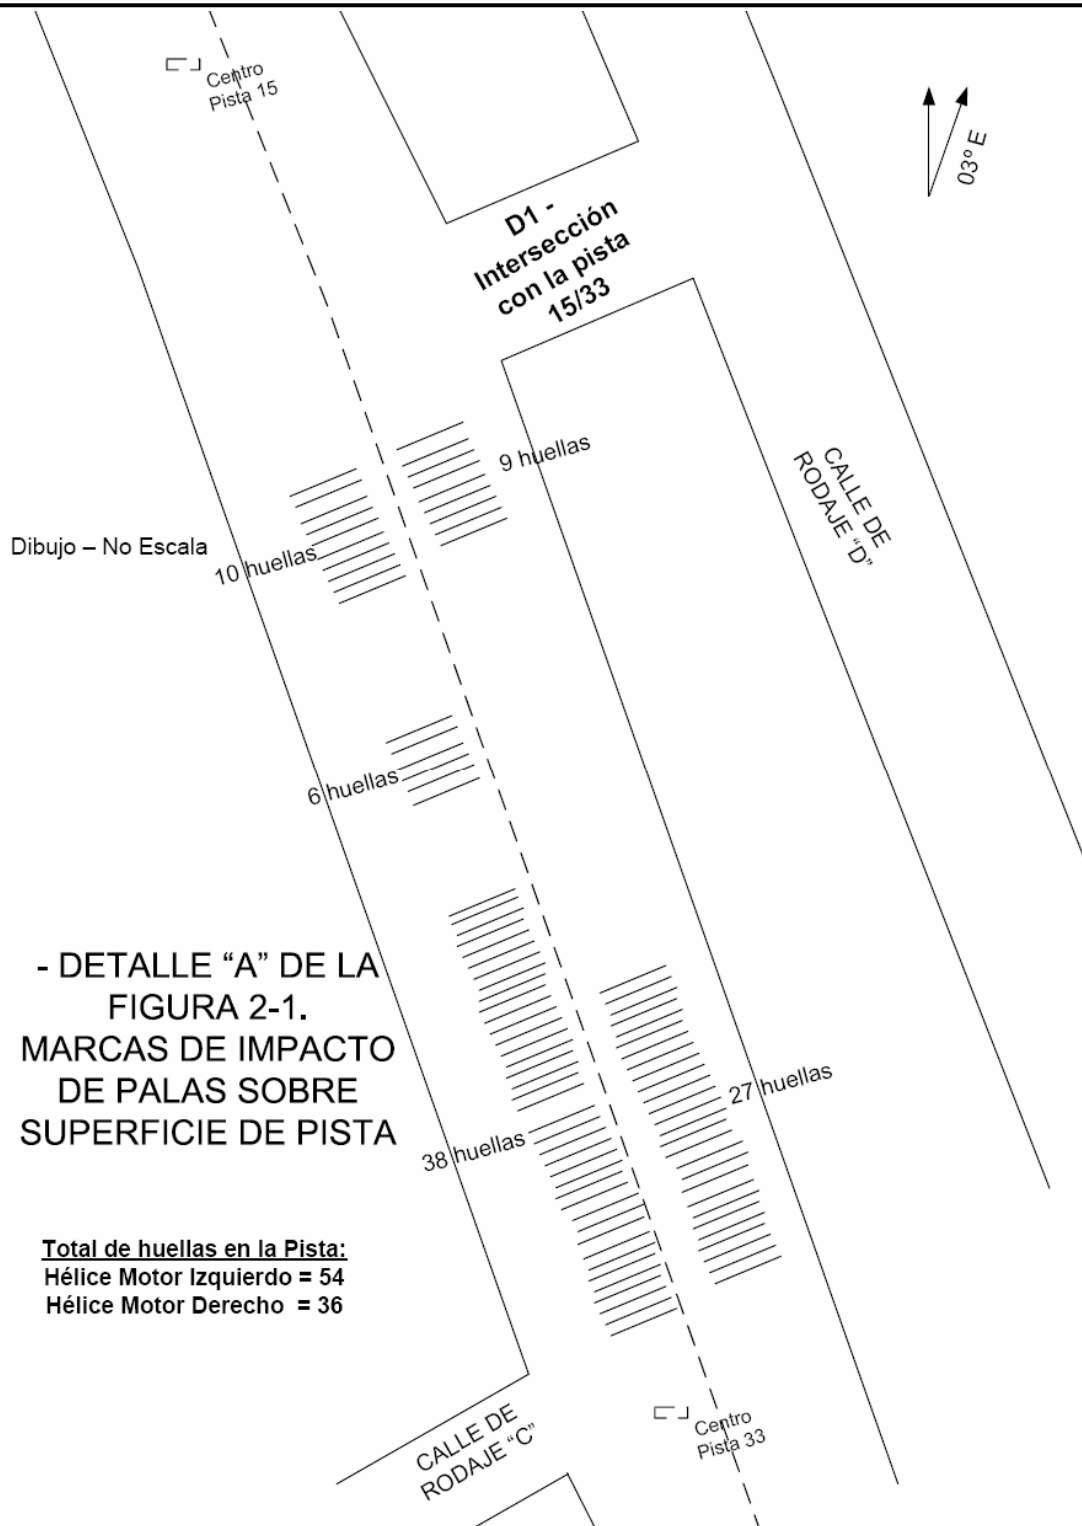 Centro
Pista 15
03º E
D1 -
Intersección
con la pista
15/33
9 huellas
CALLE DE
RODAJE “D”
Dibujo – No Escala
10 huellas
6 huellas
- DETALLE “A” DE LA
FIGURA 2-1.
MARCAS DE IMPACTO
DE PALAS SOBRE
SUPERFICIE DE PISTA
27 huellas
38 huellas
Total de huellas en la Pista:
Hélice Motor Izquierdo = 54
Hélice Motor Derecho = 36
CALLE DE
RODAJE “C”
Centro
Pista 33